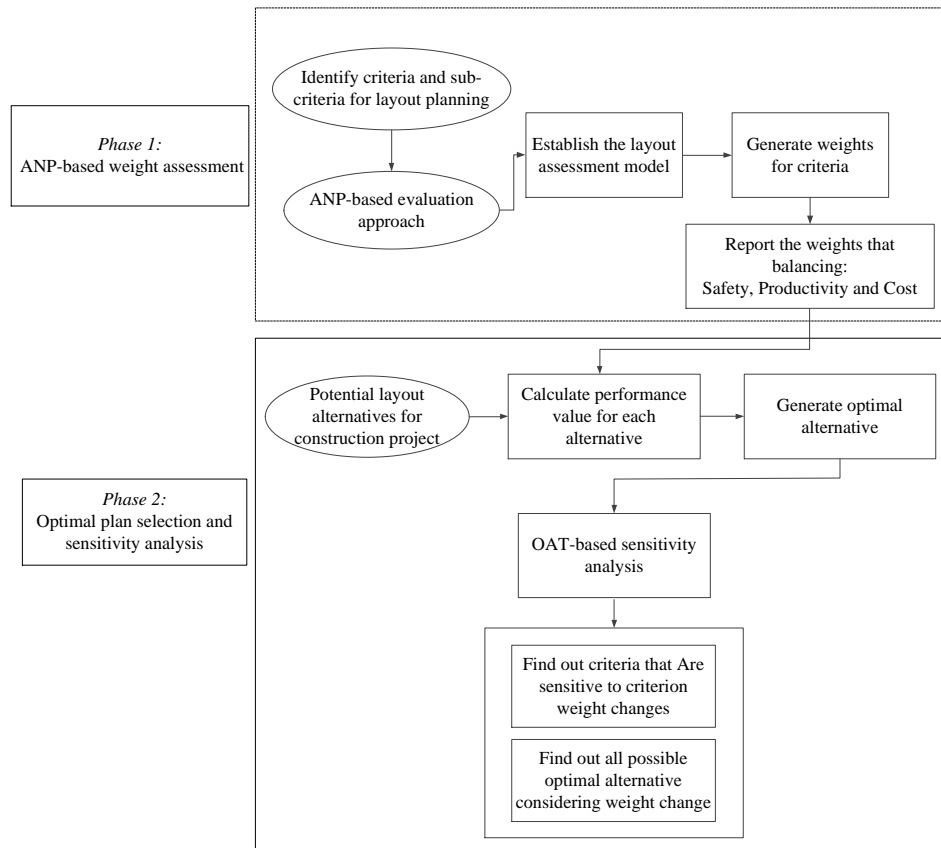 Identify criteria and sub-
criteria for layout planning
Phase 1:
ANP-based weight assessment
Establish the layout
assessment model
Generate weights
for criteria
ANP-based evaluation
approach
Report the weights that
balancing:
Safety, Productivity and Cost
Potential layout
alternatives for
construction project
Calculate performance
value for each
alternative
Generate optimal
alternative
Phase 2:
Optimal plan selection and
sensitivity analysis
OAT-based sensitivity
analysis
Find out criteria that Are
sensitive to criterion
weight changes
Find out all possible
optimal alternative
considering weight change